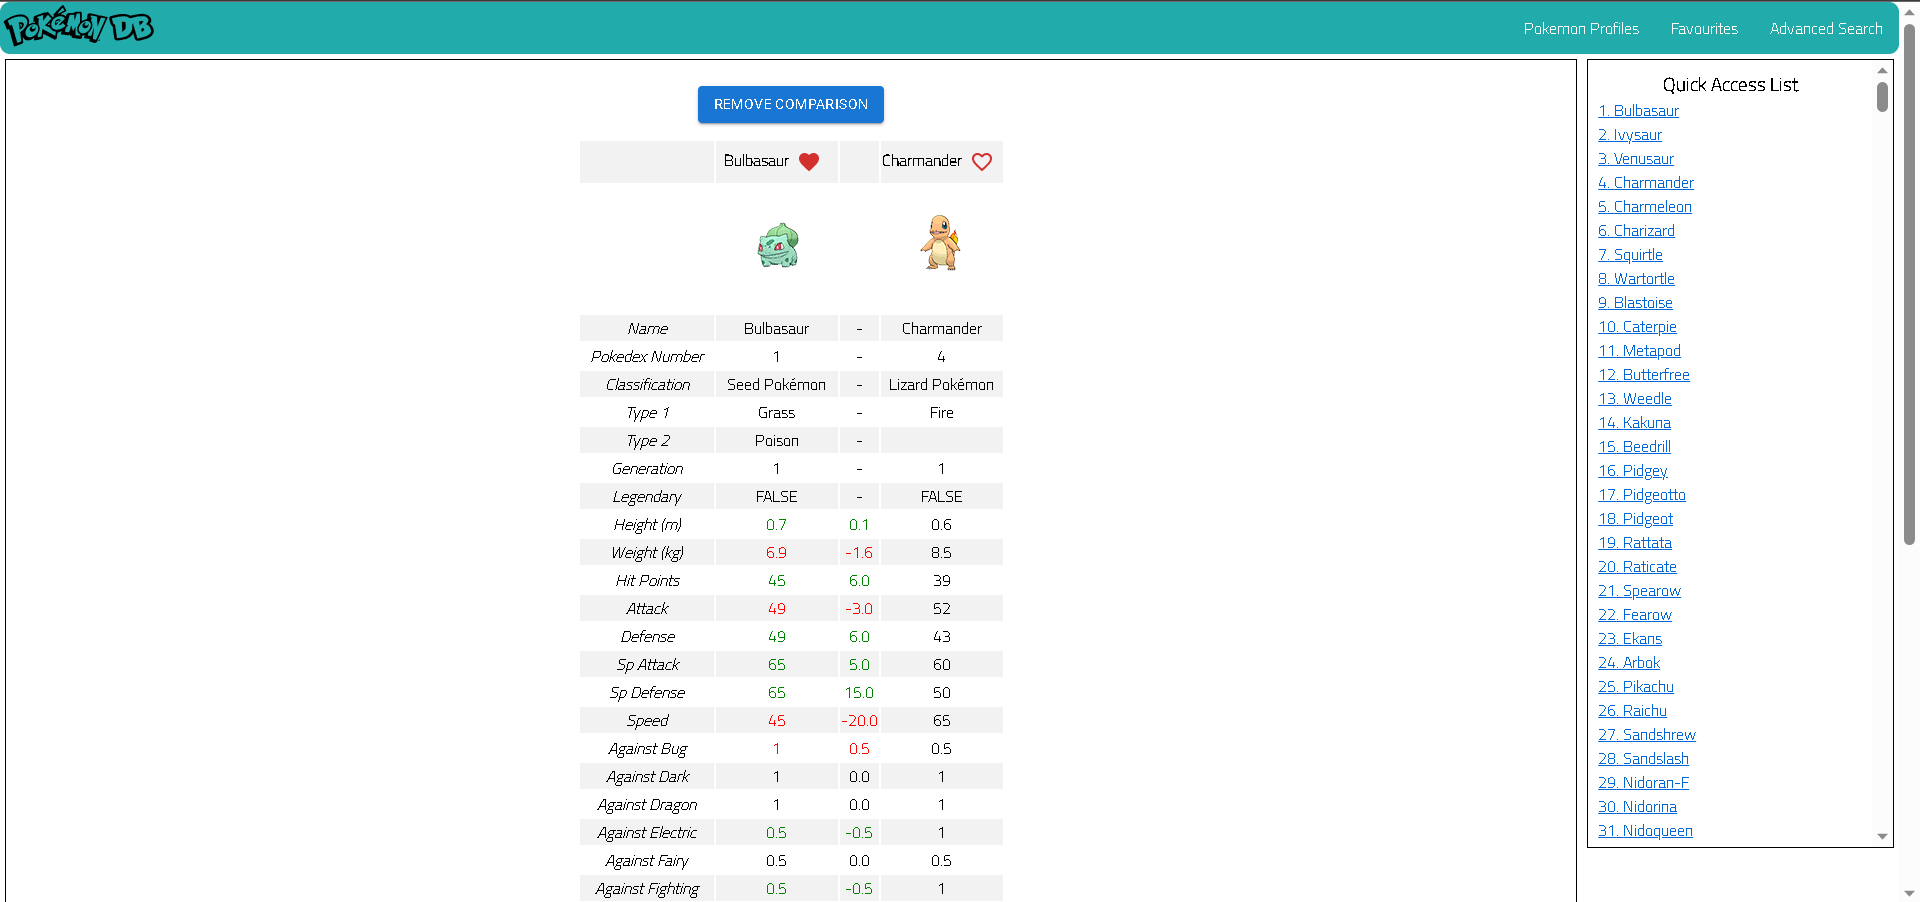 Pokémon DB
Pokemon Profiles Favourites Advanced Search
REMOVE COMPARISON
Bulbasaur Charmander
Name Bulbasaur - Charmander
Pokedex Number 1 - 4
Classification Seed Pokémon - Lizard Pokémon
Type 1 Grass - Fire
Type 2 Poison -
Generation 1 - 1
Legendary FALSE - FALSE
Height (m) 0.7 0.1 0.6
Weight (kg) 6.9 -1.6 8.5
Hit Points 45 6.0 39
Attack 49 -3.0 52
Defense 49 6.0 43
Sp Attack 65 5.0 60
Sp Defense 65 15.0 50
Speed 45 -20.0 65
Against Bug 1 0.5 0.5
Against Dark 1 0.0 1
Against Dragon 1 0.0 1
Against Electric 0.5 -0.5 1
Against Fairy 0.5 0.0 0.5
Against Fighting 0.5 -0.5 1
Quick Access List
1. Bulbasaur
2. Ivysaur
3. Venusaur
4. Charmander
5. Charmeleon
6. Charizard
7. Squirtle
8. Wartortle
9. Blastoise
10. Caterpie
11. Metapod
12. Butterfree
13. Weedle
14. Kakuna
15. Beedrill
16. Pidgey
17. Pidgeotto
18. Pidgeot
19. Rattata
20. Raticate
21. Spearow
22. Fearow
23. Ekans
24. Arbok
25. Pikachu
26. Raichu
27. Sandshrew
28. Sandslash
29. Nidoran-F
30. Nidorina
31. Nidoqueen